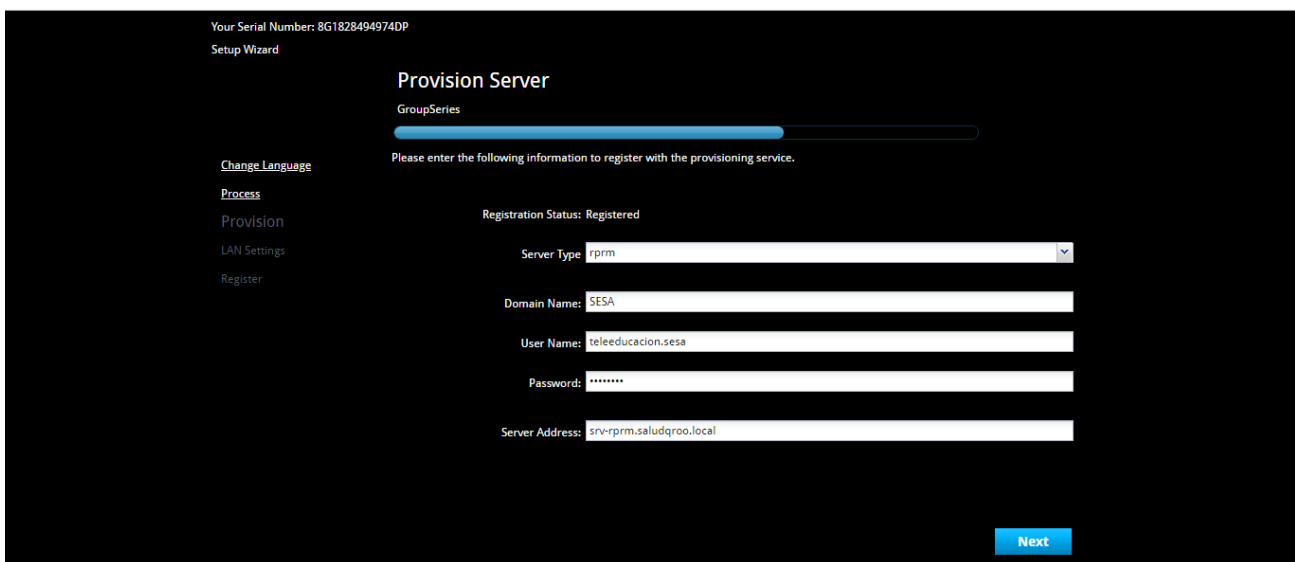 Your Serial Number: 8G1828494974DP
Setup Wizard
Provision Server
GroupSeries
Please enter the following information to register with the provisioning service.
Change Language
Process
Provision
LAN Settings
Register
Registration Status: Registered
Server Type rprm
Domain Name: SESA
User Name: teleeducacion.sesa
Password: ••••••••
Server Address: srv-rprm.saludqroo.local
Next